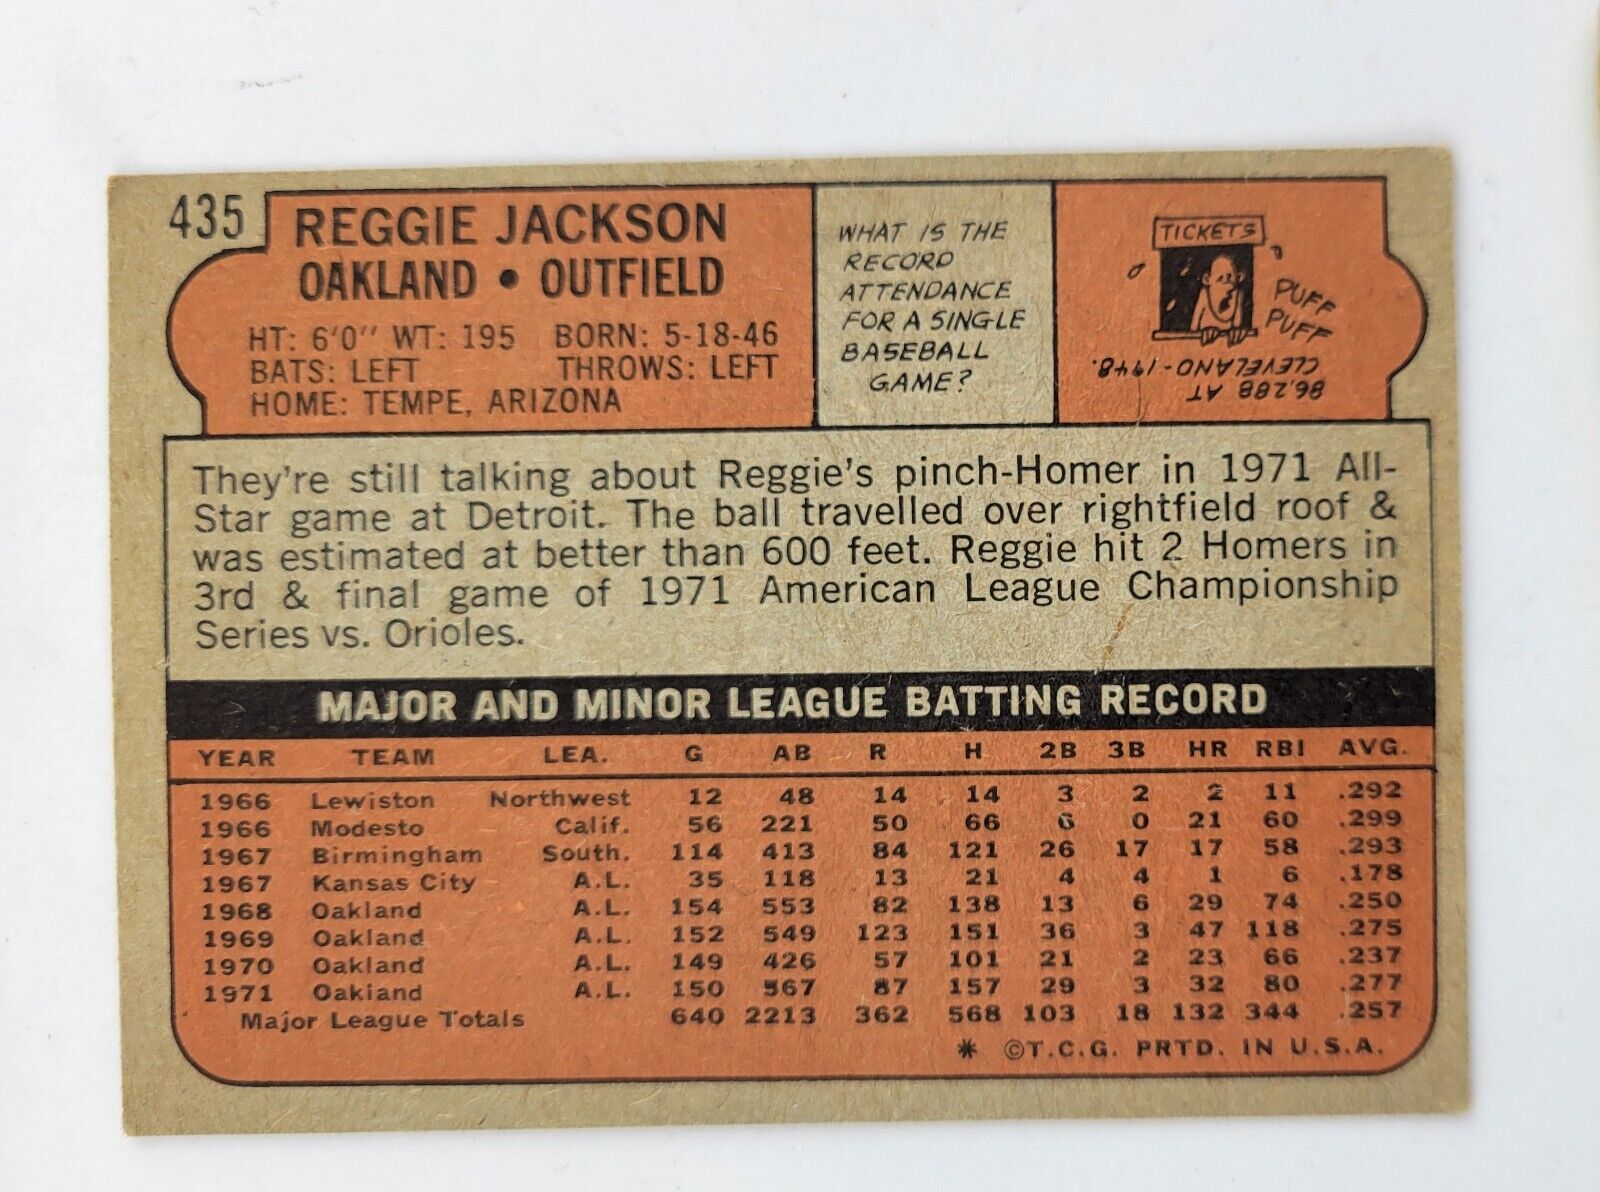 435
REGGIE JACKSON
OAKLAND • OUTFIELD
HT: 6'0" WT: 195 BORN: 5-18-46
BATS: LEFT THROWS: LEFT
HOME: TEMPE, ARIZONA
WHAT IS THE
RECORD
ATTENDANCE
FOR A SINGLE
BASEBALL
GAME?
TICKETS
PUFF
PUFF
86,288 AT
CLEVELAND-1948.
They're still talking about Reggie's pinch-Homer in 1971 All-
Star game at Detroit. The ball travelled over rightfield roof &
was estimated at better than 600 feet. Reggie hit 2 Homers in
3rd & final game of 1971 American League Championship
Series vs. Orioles.
MAJOR AND MINOR LEAGUE BATTING RECORD
YEAR TEAM LEA. G AB R H 2B 3B HR RBI AVG.
1966 Lewiston Northwest 12 48 14 14 3 2 2 11 .292
1966 Modesto Calif. 56 221 50 66 6 0 21 60 .299
1967 Birmingham South. 114 413 84 121 26 17 17 58 .293
1967 Kansas City A.L. 35 118 13 21 4 4 1 6 .178
1968 Oakland A.L. 154 553 82 138 13 6 29 74 .250
1969 Oakland A.L. 152 549 123 151 36 3 47 118 .275
1970 Oakland A.L. 149 426 57 101 21 2 23 66 .237
1971 Oakland A.L. 150 567 87 157 29 3 32 80 .277
Major League Totals 640 2213 362 568 103 18 132 344 .257
* ©T.C.G. PRTD. IN U.S.A.